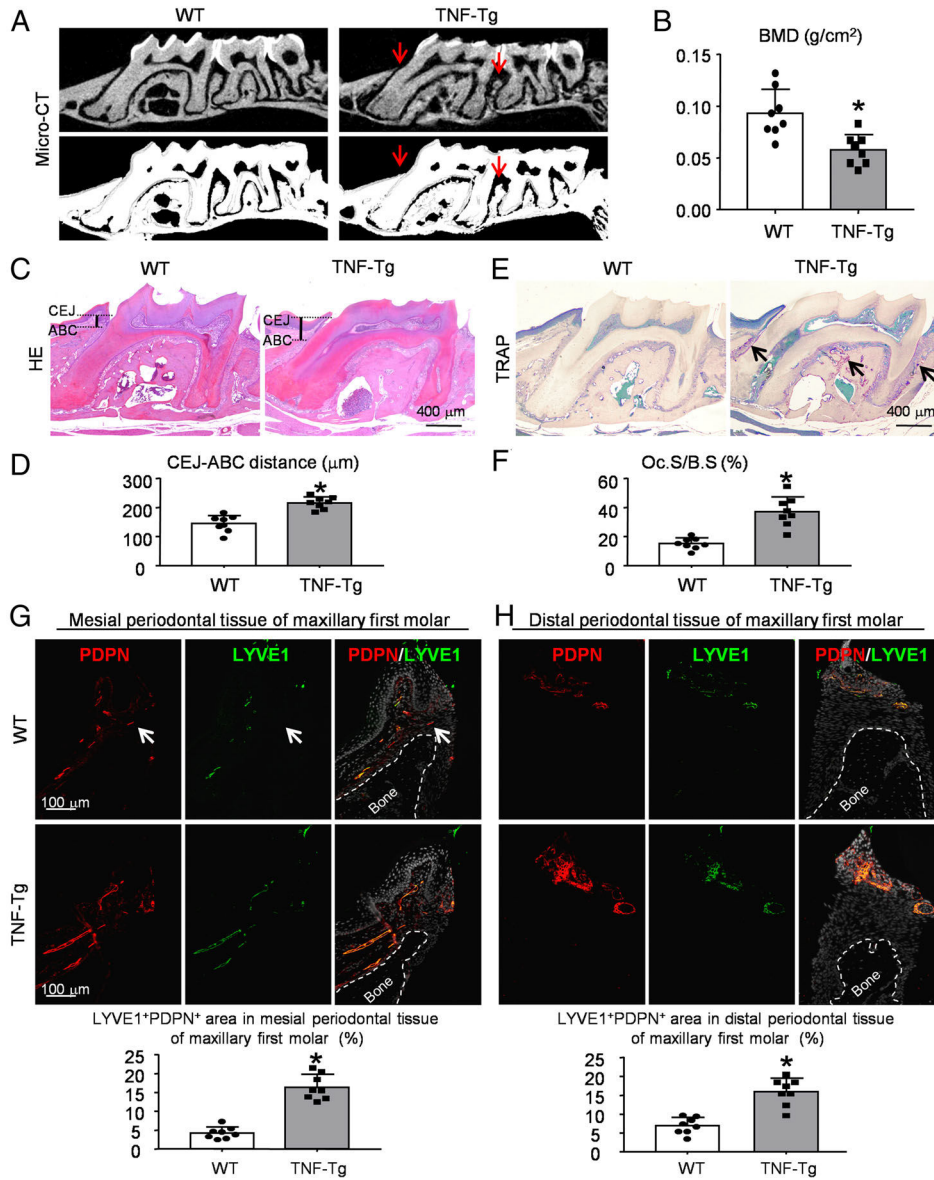 A
WT
TNF-Tg
Micro-CT
B
BMD (g/cm²)
0.15
0.10
0.05
0.00
*
WT
TNF-Tg
C
WT
TNF-Tg
HE
CEJ
ABC
CEJ
ABC
400 μm
D
CEJ-ABC distance (μm)
300
200
100
0
*
WT
TNF-Tg
E
WT
TNF-Tg
TRAP
400 μm
F
Oc.S/B.S (%)
60
40
20
0
*
WT
TNF-Tg
G
Mesial periodontal tissue of maxillary first molar
PDPN
LYVE1
PDPN/LYVE1
WT
100 μm
Bone
TNF-Tg
100 μm
Bone
LYVE1⁺PDPN⁺ area in mesial periodontal tissue
of maxillary first molar (%)
25
20
15
10
5
0
*
WT
TNF-Tg
H
Distal periodontal tissue of maxillary first molar
PDPN
LYVE1
PDPN/LYVE1
Bone
Bone
LYVE1⁺PDPN⁺ area in distal periodontal tissue
of maxillary first molar (%)
25
20
15
10
5
0
*
WT
TNF-Tg